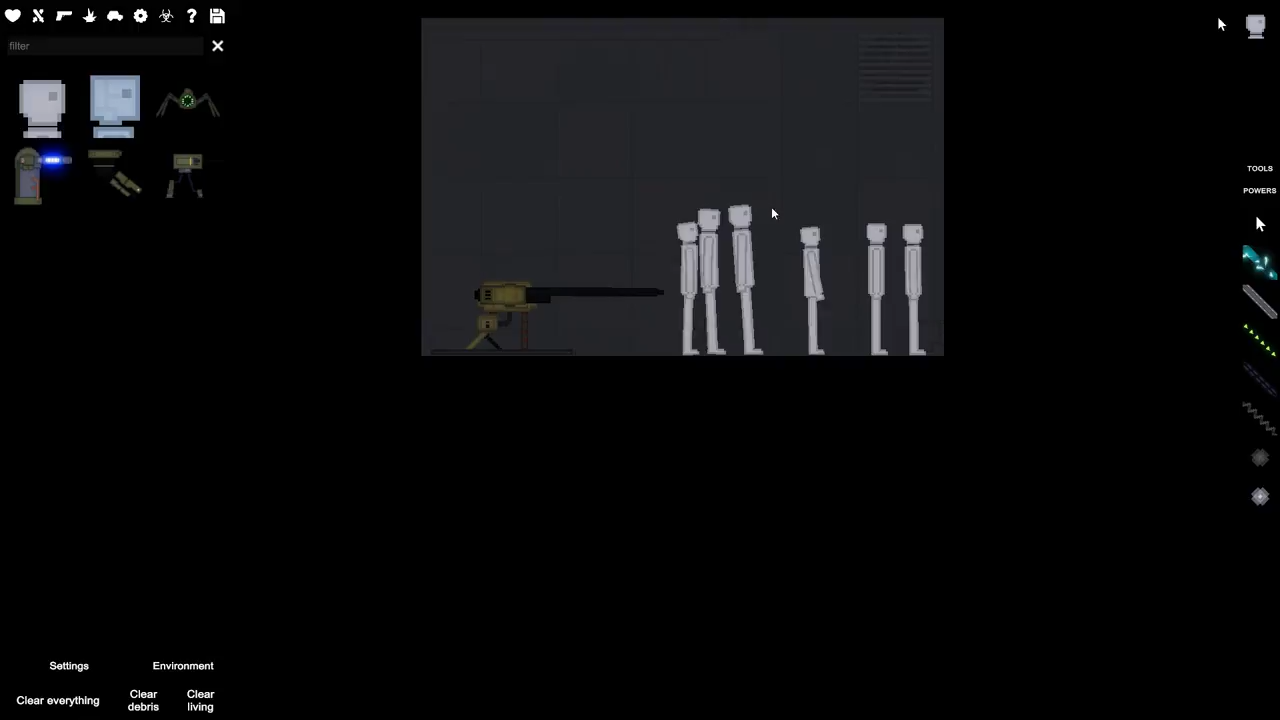 ?
filter
TOOLS
POWERS
Settings
Environment
Clear everything
Clear
debris
Clear
living